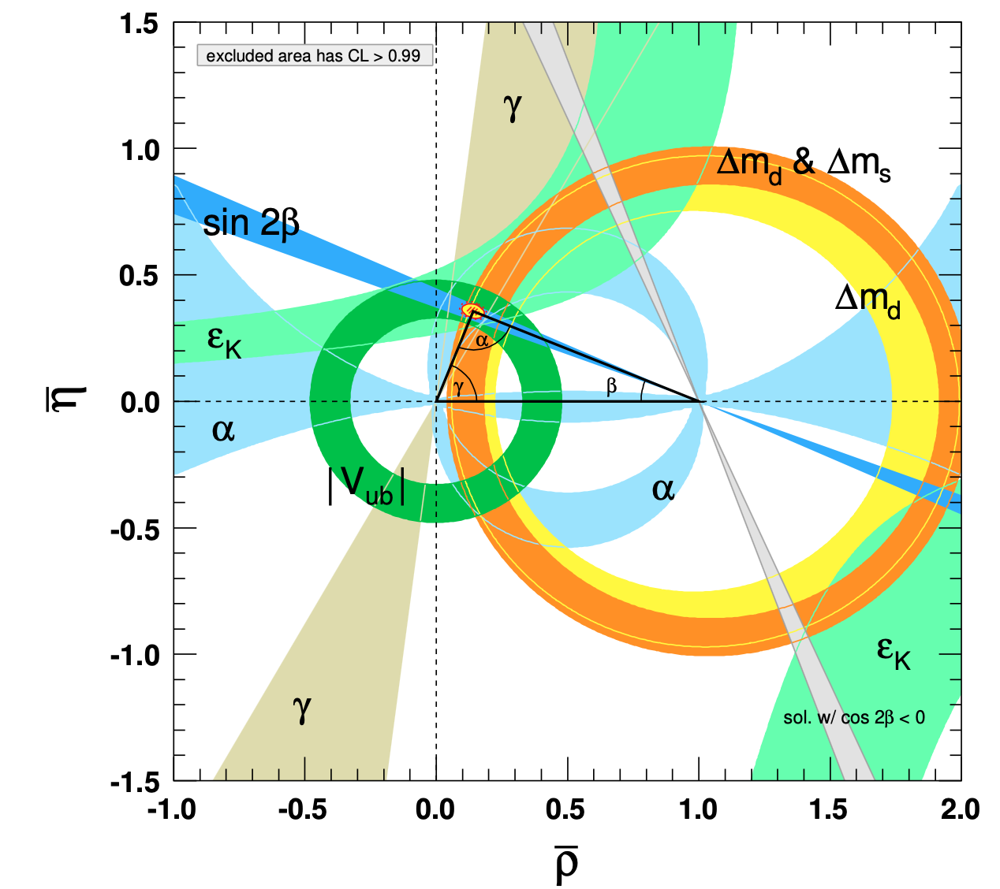 1.5
excluded area has CL > 0.99
γ
1.0
Δm_d & Δm_s
sin 2β
0.5
Δm_d
ε_K
α
γ
β
η̅
0.0
α
|V_ub|
α
-0.5
ε_K
-1.0
γ
sol. w/ cos 2β < 0
-1.5
-1.0 -0.5 0.0 0.5 1.0 1.5 2.0
ρ̅